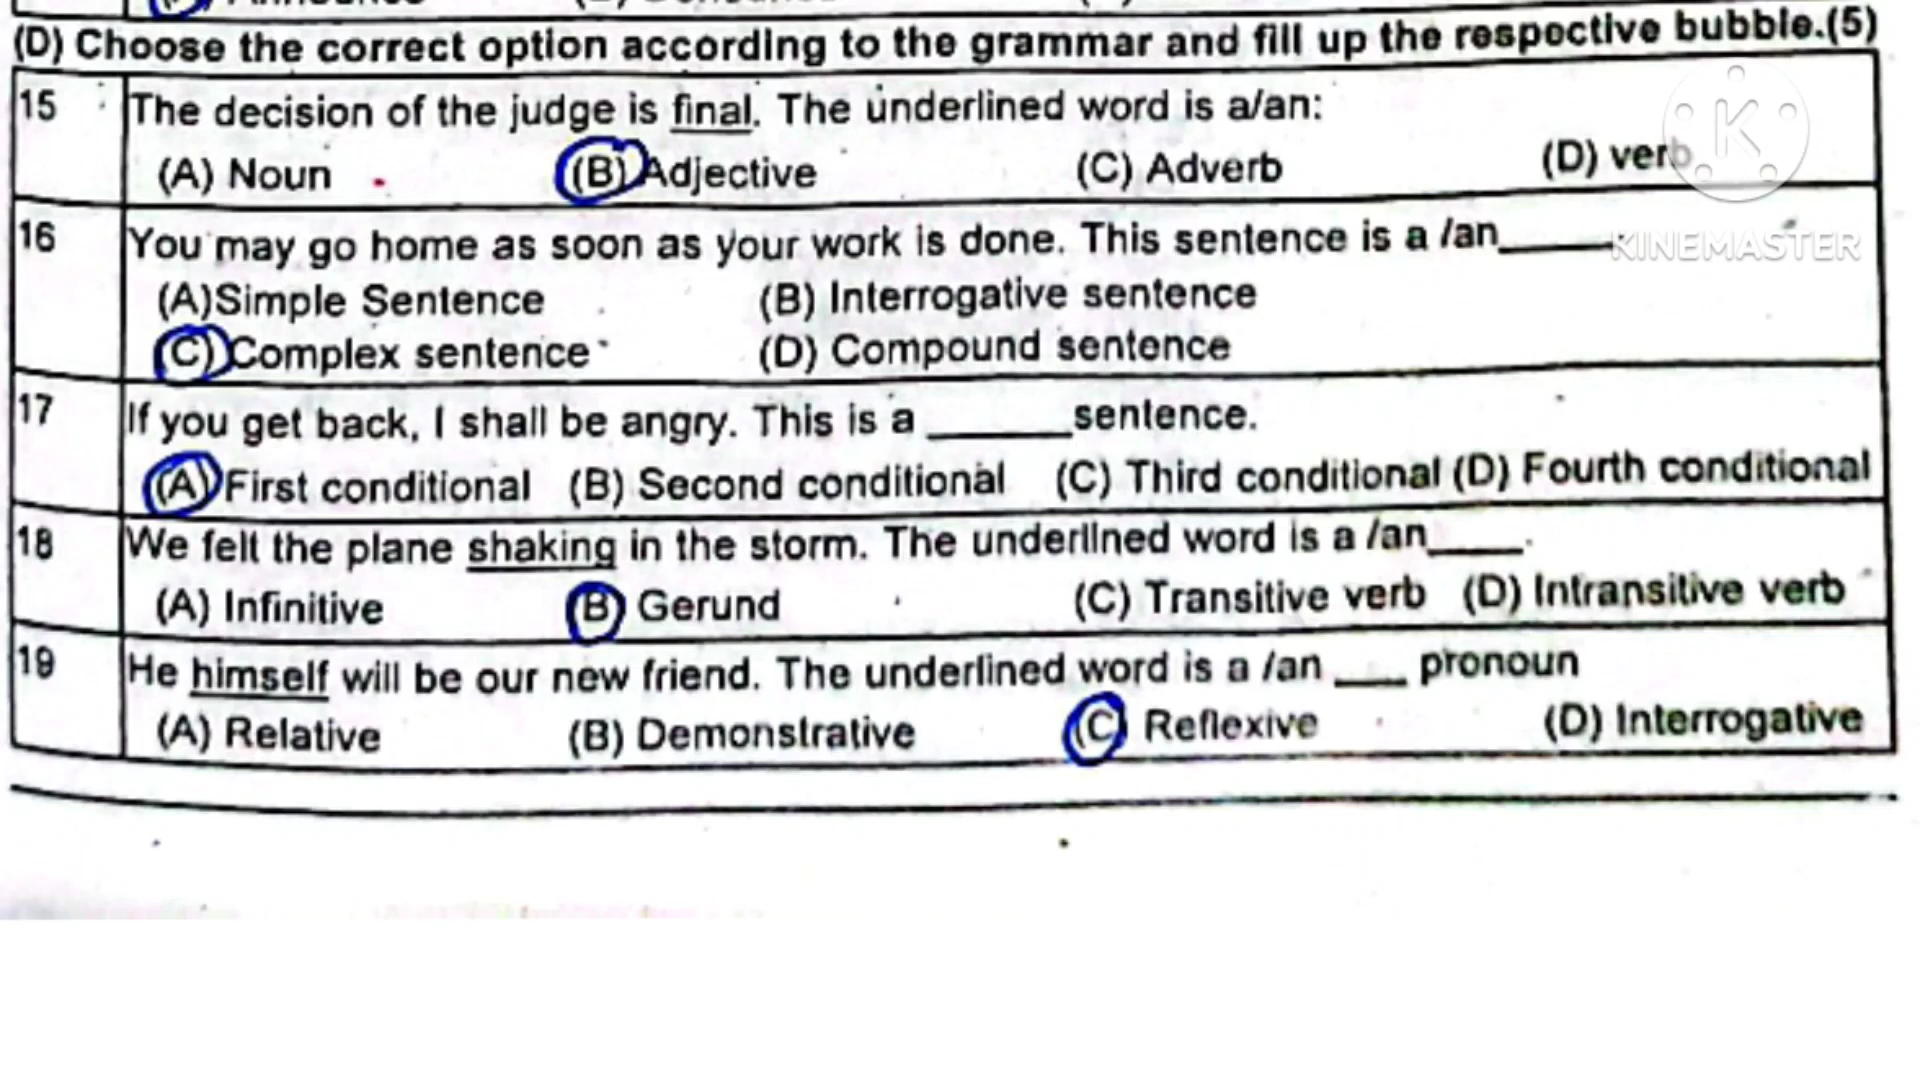 (D) Choose the correct option according to the grammar and fill up the respective bubble.(5)
15 The decision of the judge is final. The underlined word is a/an:
(A) Noun (B) Adjective (C) Adverb (D) verb
16 You may go home as soon as your work is done. This sentence is a /an______
(A)Simple Sentence (B) Interrogative sentence
(C) Complex sentence (D) Compound sentence
17 If you get back, I shall be angry. This is a ______sentence.
(A) First conditional (B) Second conditional (C) Third conditional (D) Fourth conditional
18 We felt the plane shaking in the storm. The underlined word is a /an____.
(A) Infinitive (B) Gerund (C) Transitive verb (D) Intransitive verb
19 He himself will be our new friend. The underlined word is a /an ___ pronoun
(A) Relative (B) Demonstrative (C) Reflexive (D) Interrogative
K
KINEMASTER